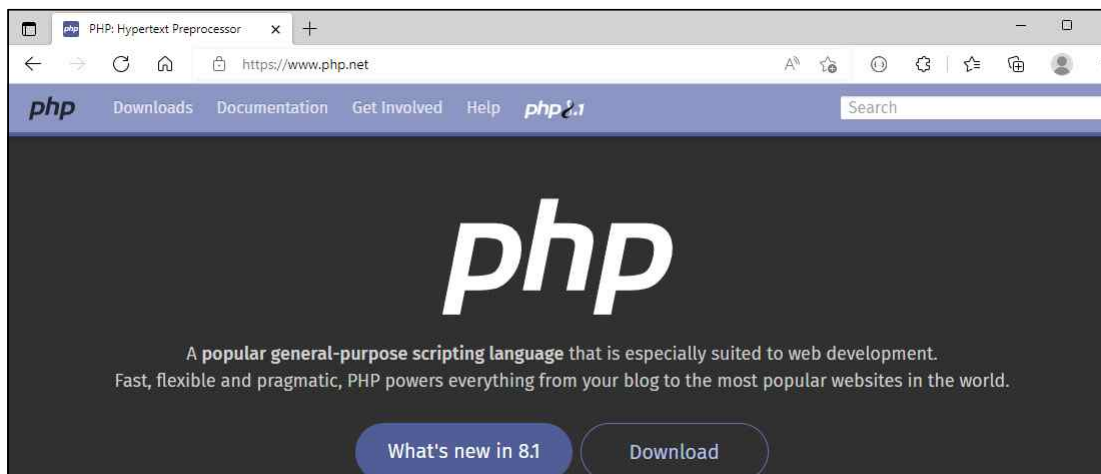 php PHP: Hypertext Preprocessor
https://www.php.net
php Downloads Documentation Get Involved Help php8.1 Search
php
A popular general-purpose scripting language that is especially suited to web development.
Fast, flexible and pragmatic, PHP powers everything from your blog to the most popular websites in the world.
What's new in 8.1 Download